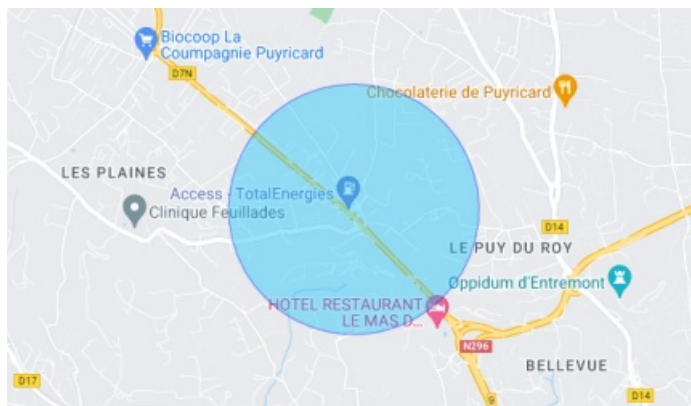 Biocoop La
Coumpagnie Puyricard
D7N
Chocolaterie de Puyricard
LES PLAINES
Access - TotalEnergies
Clinique Feuillades
D14
LE PUY DU ROY
Oppidum d'Entremont
HOTEL RESTAURANT
LE MAS D...
N296
BELLEVUE
D17
D14
9